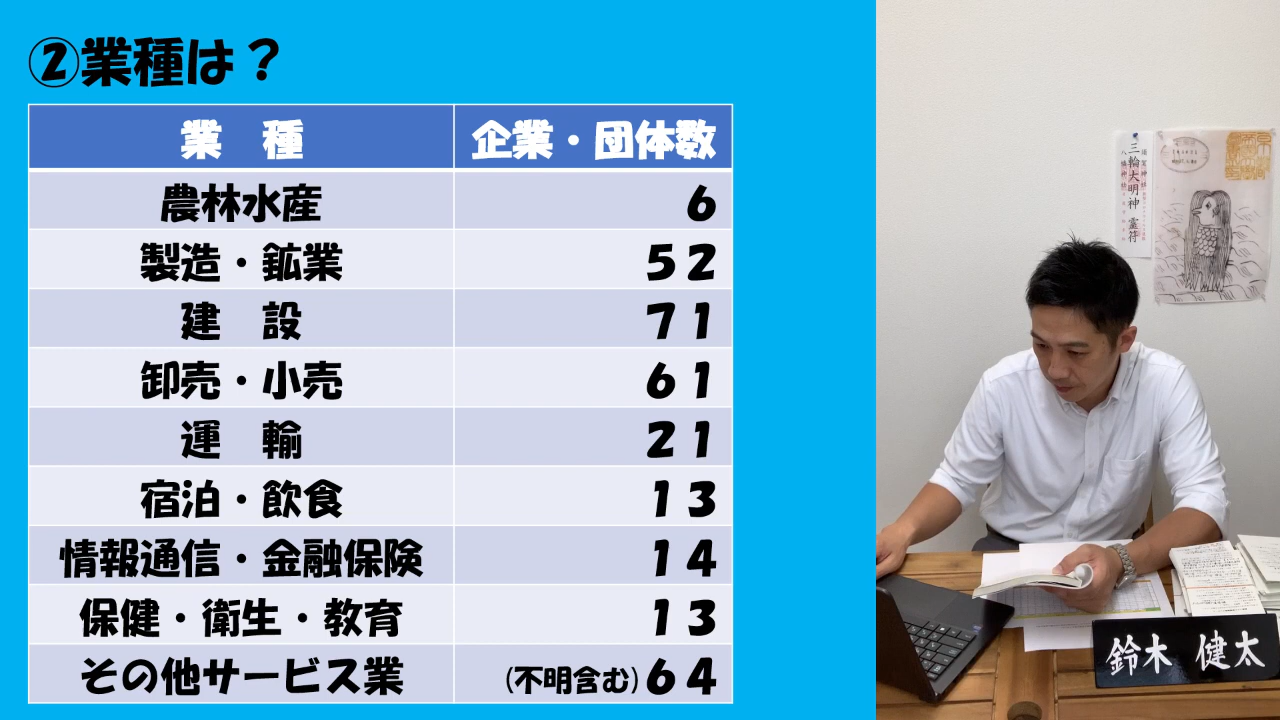 ②業種は？
業　種
企業・団体数
農林水産
６
製造・鉱業
５２
建　設
７１
卸売・小売
６１
運　輸
２１
宿泊・飲食
１３
情報通信・金融保険
１４
保健・衛生・教育
１３
その他サービス業
(不明含む)６４
三輪大明神 霊符
鈴木 健太